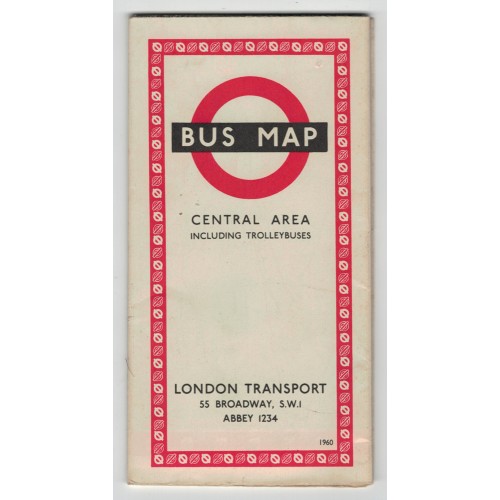 BUS MAP
CENTRAL AREA
INCLUDING TROLLEYBUSES
LONDON TRANSPORT
55 BROADWAY, S.W.1
ABBEY 1234
1960